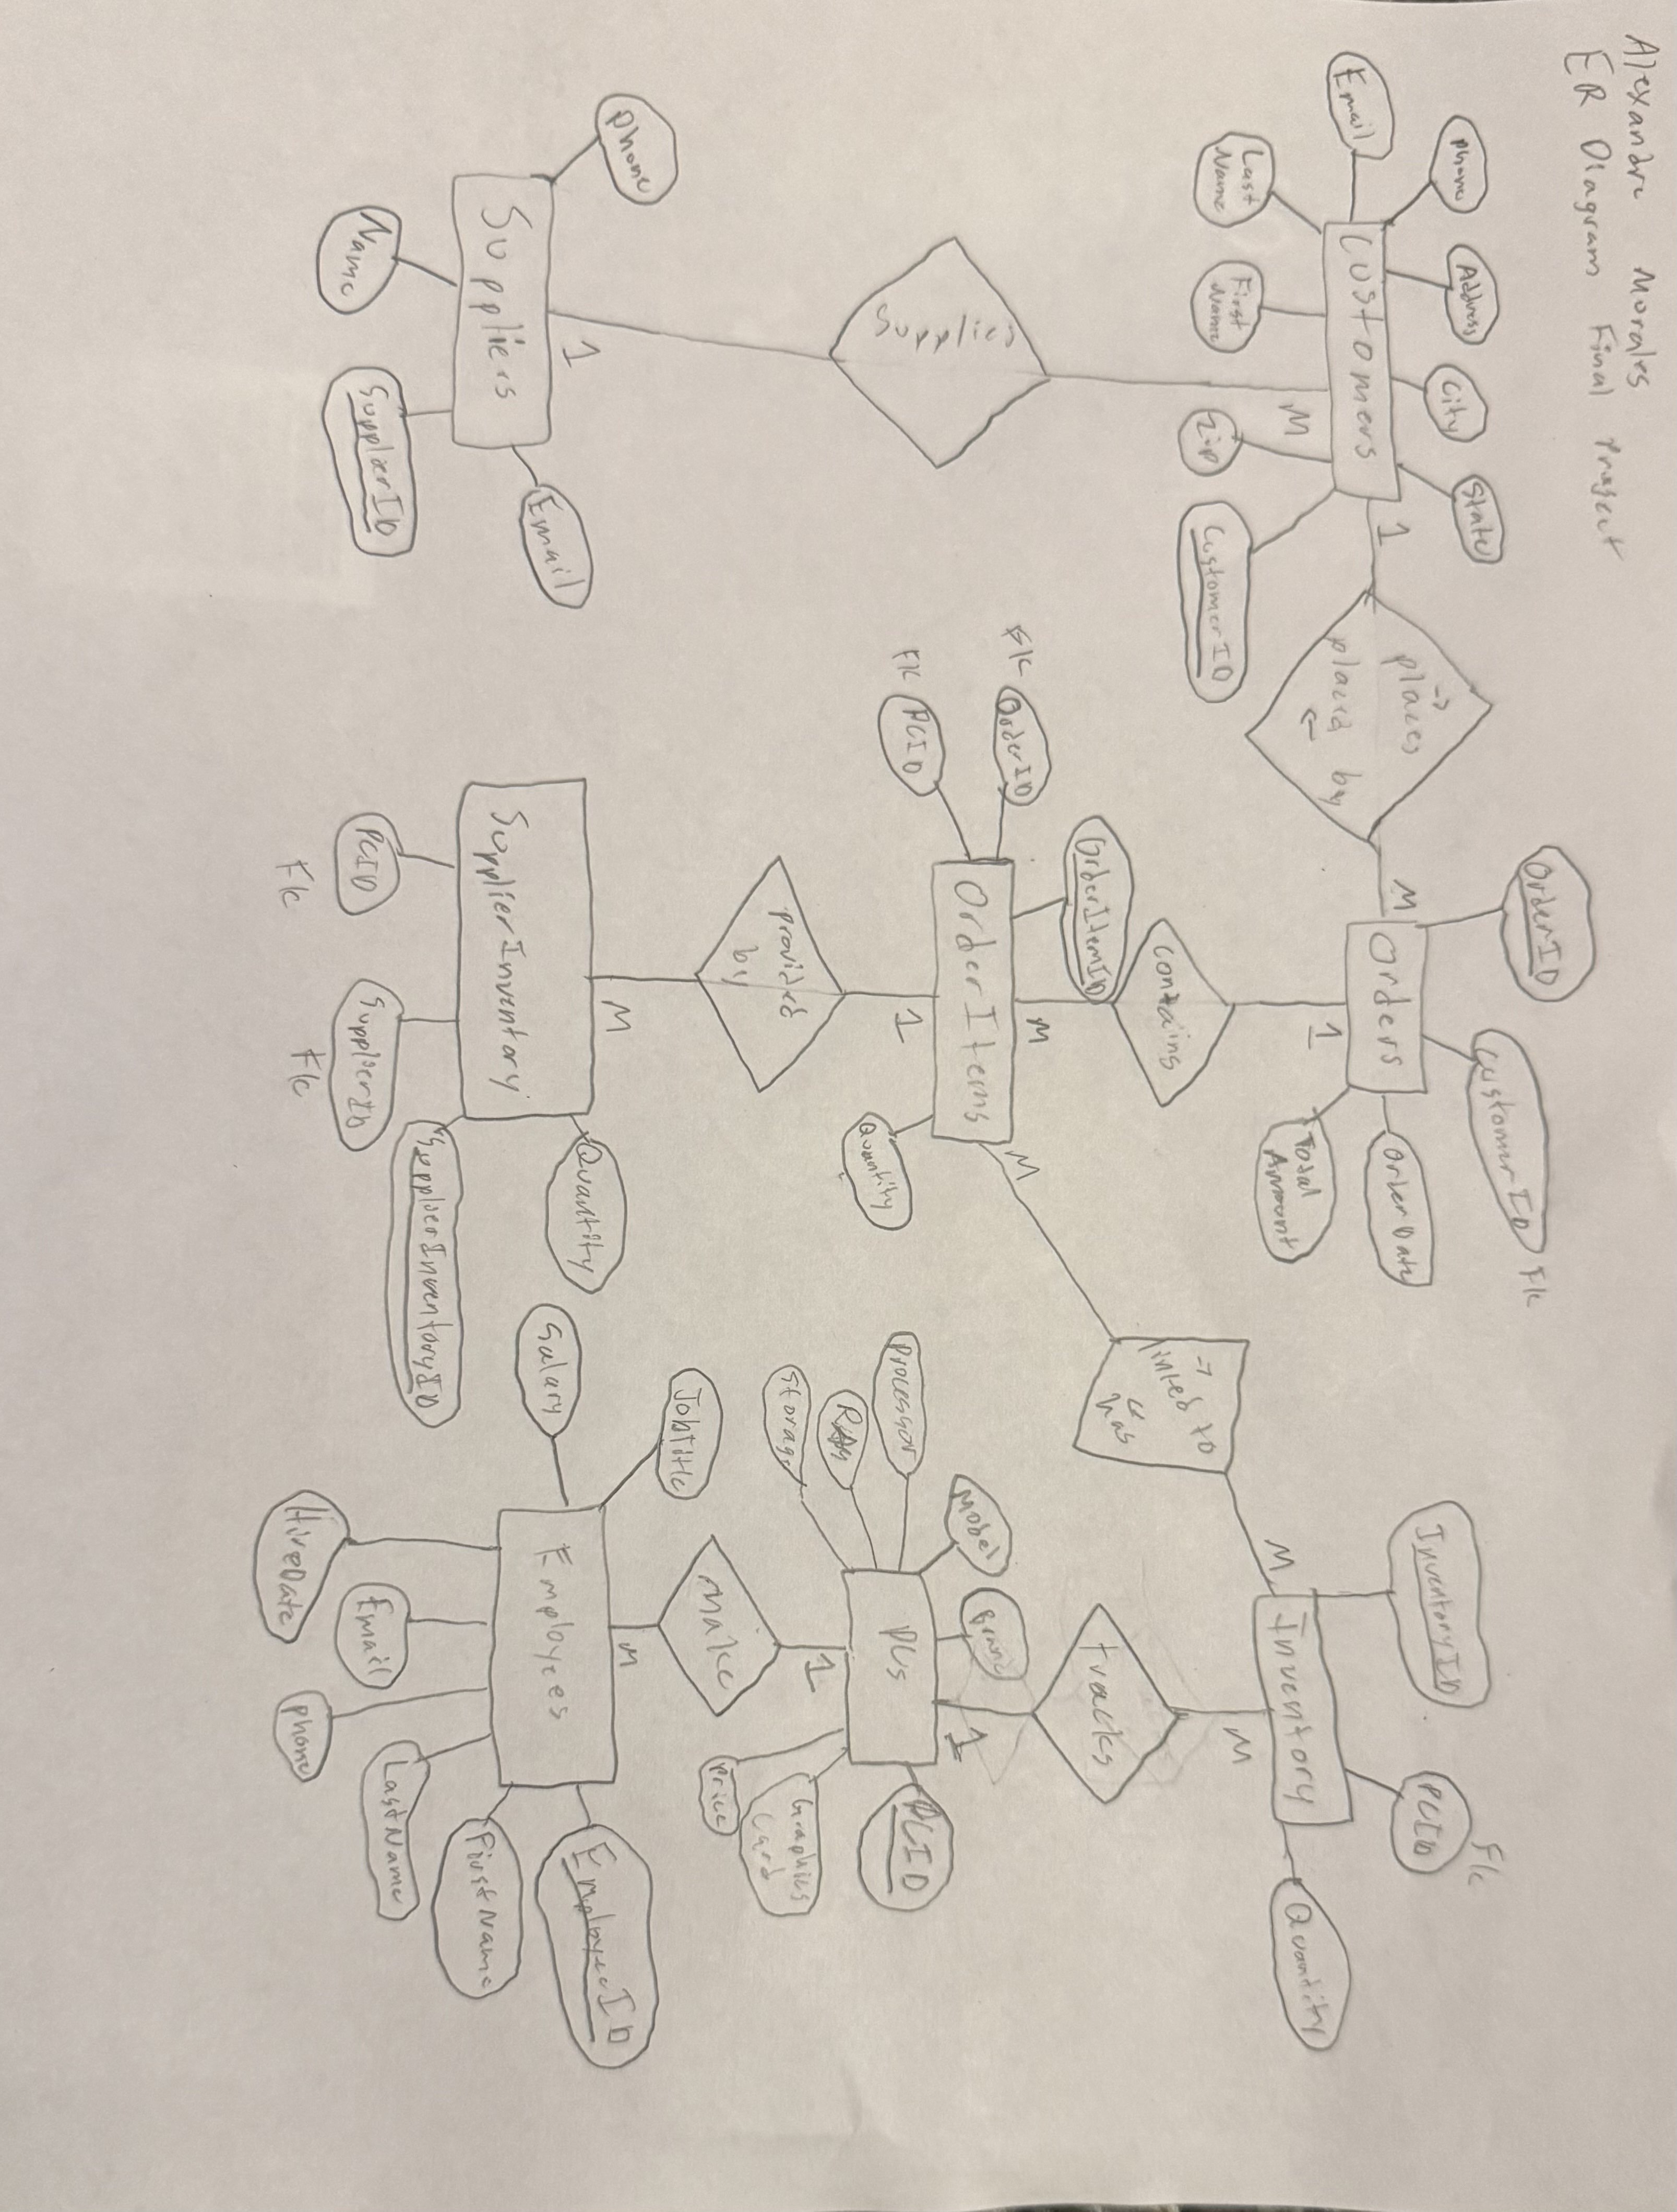 Alexandre Morales
ER Diagram Final Project
OrderID
CustomerID FK
Phone
Address
City
State
InventoryID
FK
PCID
Email
Customers
1
→
places
placed by
←
M
Orders
OrderDate
Total
Amount
1
M
Inventory
Quantity
M
M
Last
Name
First
Name
Zip
CustomerID
→
linked to
←
has
contains
tracks
OrderItemID
M
M
FK OrderID
OrderItems
FK PCID
1
Quantity
Model
Brand
1
Processor
PCs
PCID
Storage
1
Graphics
Card
Price
Supplies
provided
by
make
JobTitle
M
M
Phone
1
Email
Suppliers
Name
SupplierID
Quantity
SupplierInventory
SupplierInventoryID
PCID
FK
SupplierID
FK
Salary
Employees
EmployeeID
FirstName
LastName
Email
HireDate
phone